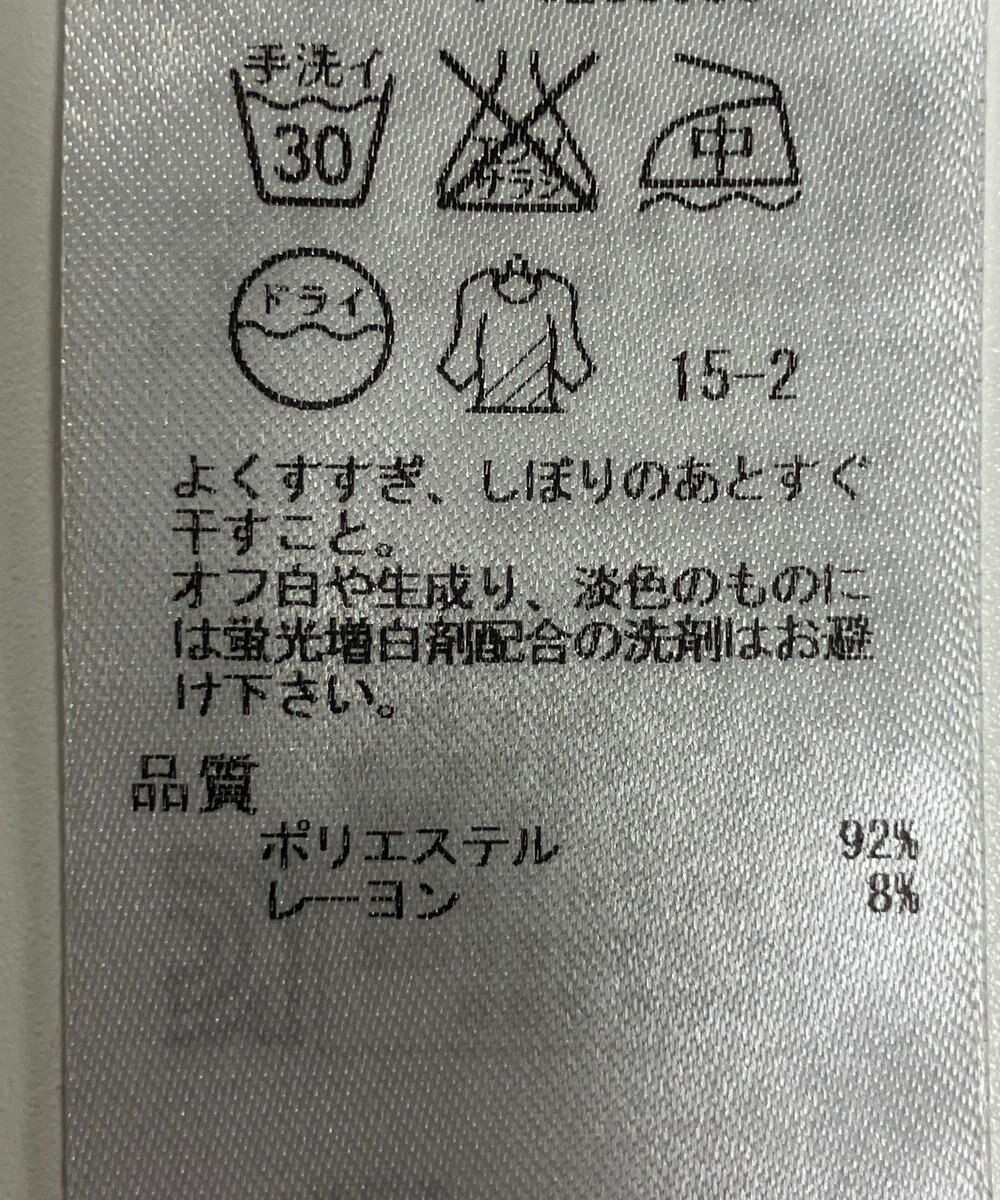 手洗イ
30
エンソ
サラシ
中
ドライ
15-2
よくすすぎ、しぼりのあとすぐ
干すこと。
オフ白や生成り、淡色のものに
は蛍光増白剤配合の洗剤はお避
け下さい。
品質
ポリエステル 92%
レーヨン 8%